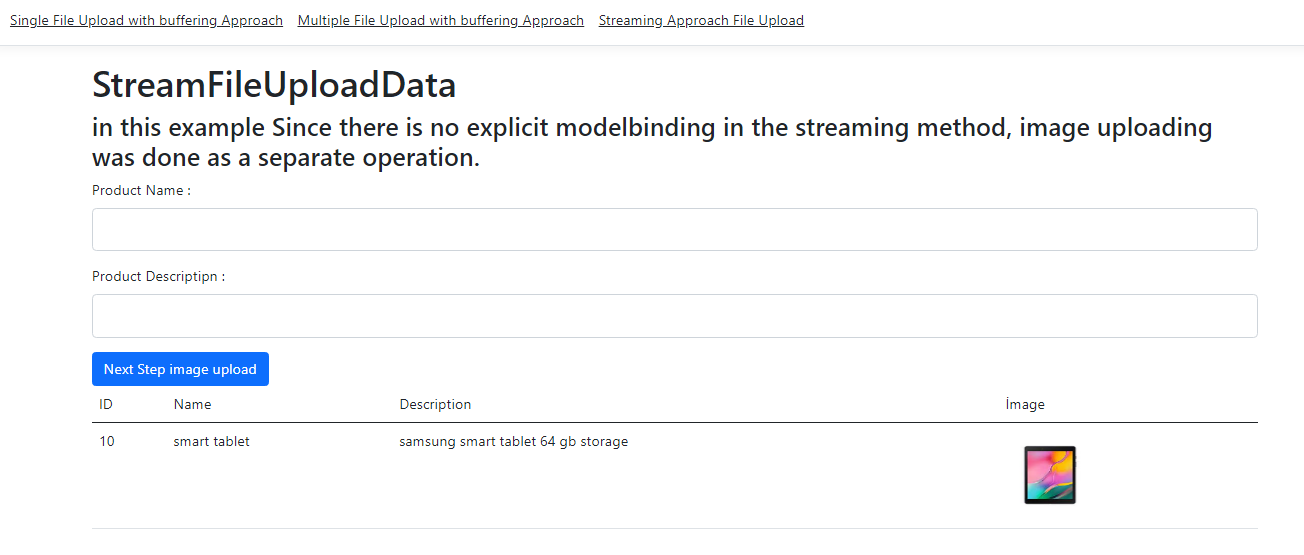 Single File Upload with buffering Approach Multiple File Upload with buffering Approach Streaming Approach File Upload
StreamFileUploadData
in this example Since there is no explicit modelbinding in the streaming method, image uploading
was done as a separate operation.
Product Name :
Product Descriptipn :
Next Step image upload
ID Name Description İmage
10 smart tablet samsung smart tablet 64 gb storage